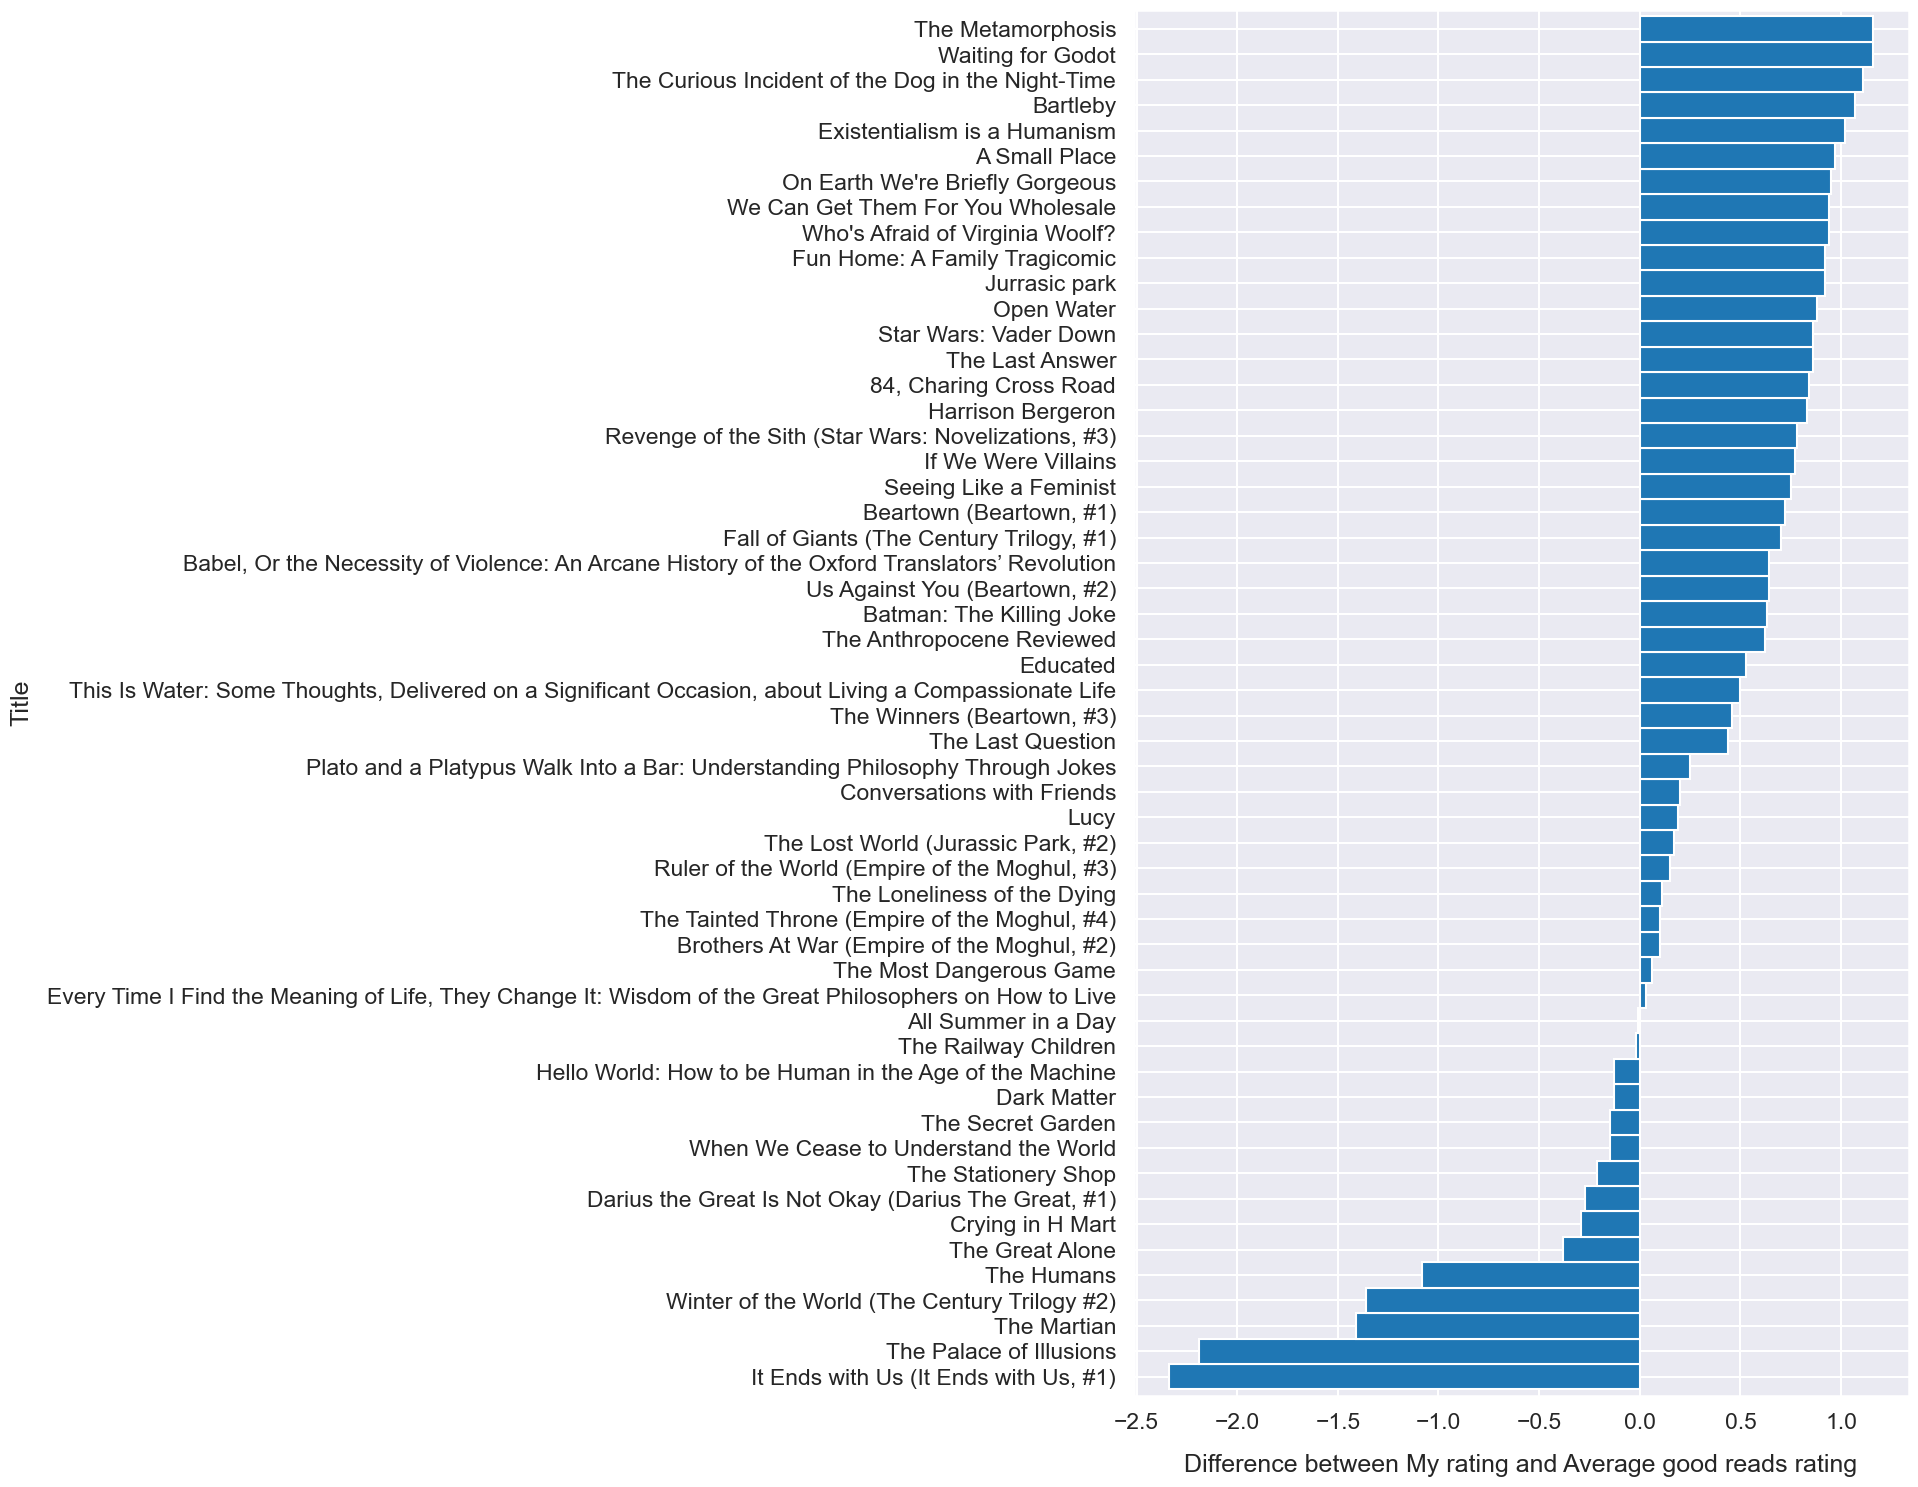 The Metamorphosis
Waiting for Godot
The Curious Incident of the Dog in the Night-Time
Bartleby
Existentialism is a Humanism
A Small Place
On Earth We're Briefly Gorgeous
We Can Get Them For You Wholesale
Who's Afraid of Virginia Woolf?
Fun Home: A Family Tragicomic
Jurrasic park
Open Water
Star Wars: Vader Down
The Last Answer
84, Charing Cross Road
Harrison Bergeron
Revenge of the Sith (Star Wars: Novelizations, #3)
If We Were Villains
Seeing Like a Feminist
Beartown (Beartown, #1)
Fall of Giants (The Century Trilogy, #1)
Babel, Or the Necessity of Violence: An Arcane History of the Oxford Translators’ Revolution
Us Against You (Beartown, #2)
Batman: The Killing Joke
The Anthropocene Reviewed
Educated
This Is Water: Some Thoughts, Delivered on a Significant Occasion, about Living a Compassionate Life
The Winners (Beartown, #3)
The Last Question
Plato and a Platypus Walk Into a Bar: Understanding Philosophy Through Jokes
Conversations with Friends
Lucy
The Lost World (Jurassic Park, #2)
Ruler of the World (Empire of the Moghul, #3)
The Loneliness of the Dying
The Tainted Throne (Empire of the Moghul, #4)
Brothers At War (Empire of the Moghul, #2)
The Most Dangerous Game
Every Time I Find the Meaning of Life, They Change It: Wisdom of the Great Philosophers on How to Live
All Summer in a Day
The Railway Children
Hello World: How to be Human in the Age of the Machine
Dark Matter
The Secret Garden
When We Cease to Understand the World
The Stationery Shop
Darius the Great Is Not Okay (Darius The Great, #1)
Crying in H Mart
The Great Alone
The Humans
Winter of the World (The Century Trilogy #2)
The Martian
The Palace of Illusions
It Ends with Us (It Ends with Us, #1)
Title
−2.5 −2.0 −1.5 −1.0 −0.5 0.0 0.5 1.0
Difference between My rating and Average good reads rating